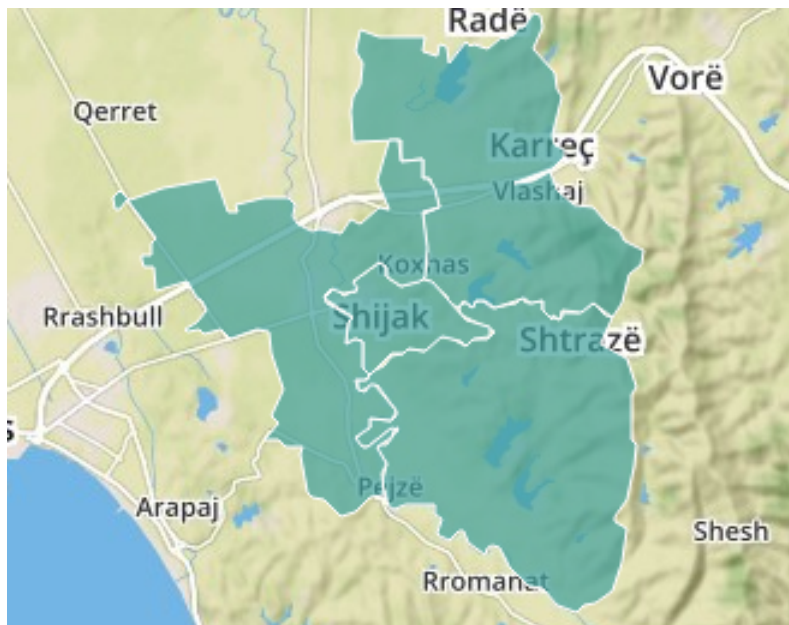 Radë
Vorë
Qerret
Karreç
Vlashaj
Koxhas
Rrashbull
Shijak
Shtrazë
s
Pejzë
Arapaj
Shesh
Rromanat